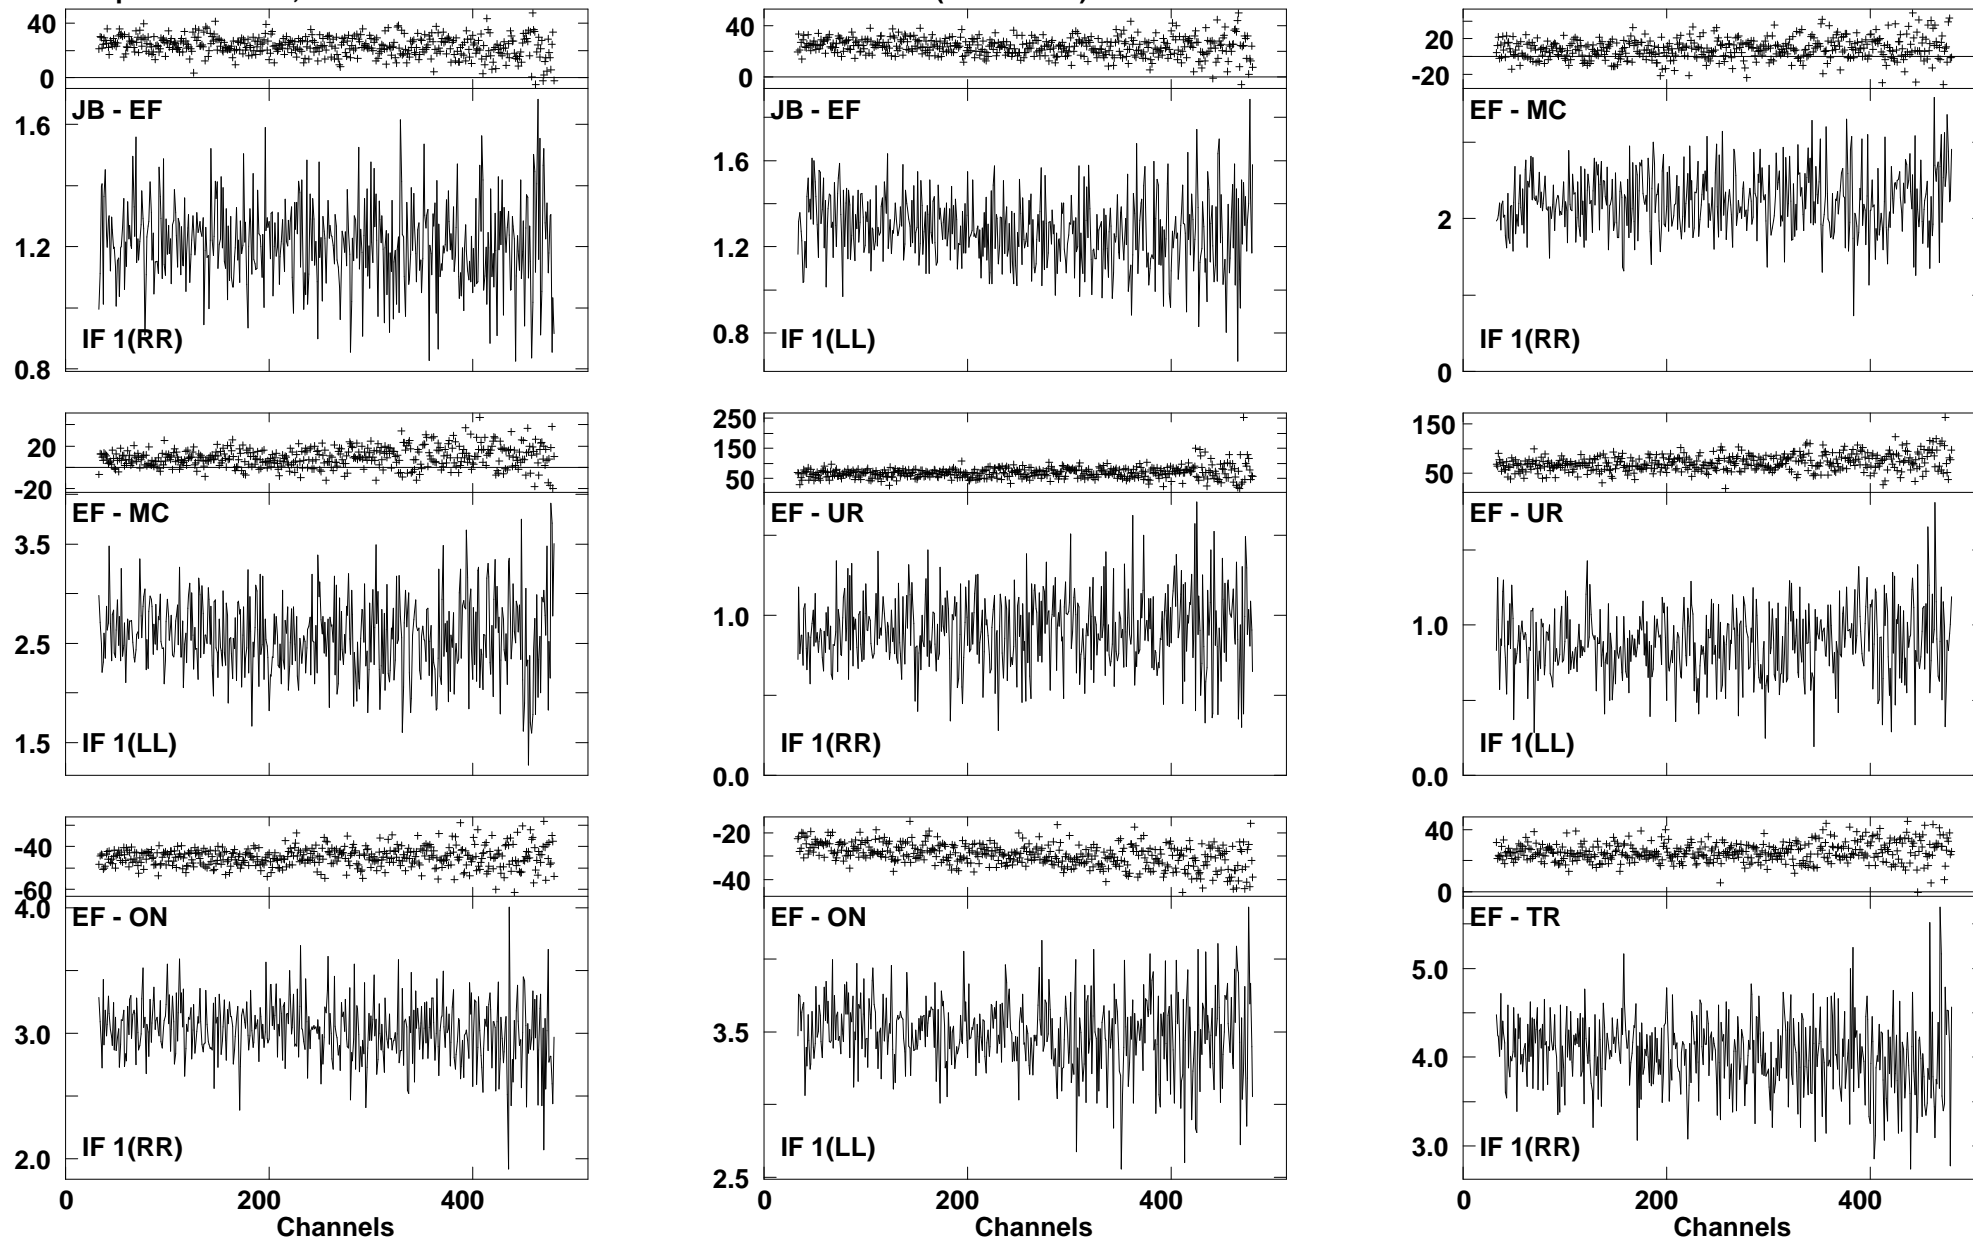 40
0
JB - EF
1.6
1.2
0.8
IF 1(RR)
40
0
JB - EF
1.6
1.2
0.8
IF 1(LL)
20
-20
EF - MC
2
0
IF 1(RR)
20
-20
EF - MC
3.5
2.5
1.5
IF 1(LL)
250
150
50
EF - UR
1.0
0.0
IF 1(RR)
150
50
EF - UR
1.0
0.0
IF 1(LL)
-40
-60
4.0
EF - ON
3.0
2.0
IF 1(RR)
0 200 400
Channels
-20
-40
EF - ON
3.5
2.5
IF 1(LL)
0 200 400
Channels
40
0
EF - TR
5.0
4.0
3.0
IF 1(RR)
0 200 400
Channels